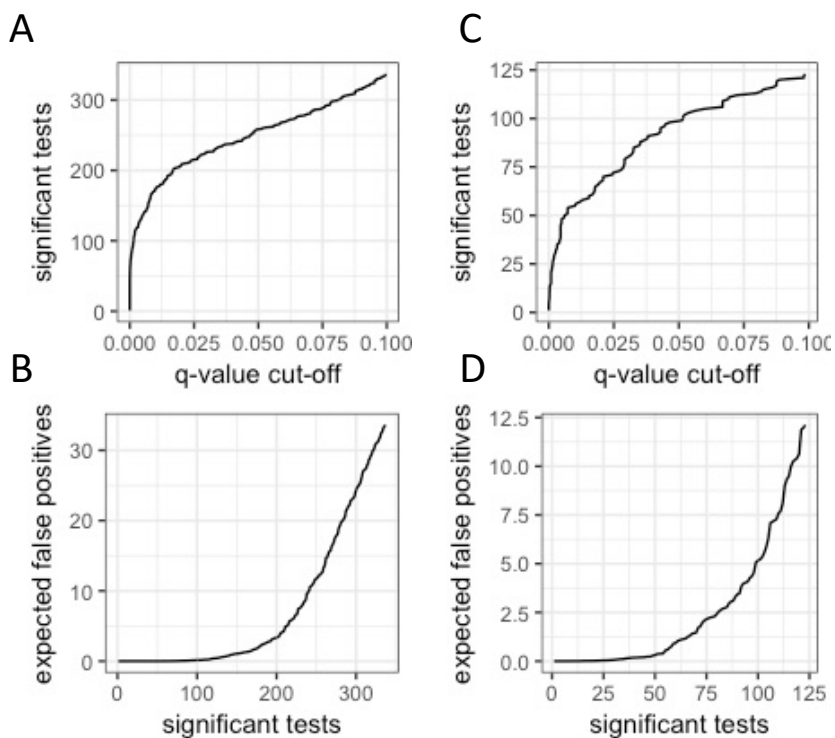 A
significant tests
300
200
100
0
0.000 0.025 0.050 0.075 0.100
q-value cut-off
C
significant tests
125
100
75
50
25
0
0.000 0.025 0.050 0.075 0.100
q-value cut-off
B
expected false positives
30
20
10
0
0 100 200 300
significant tests
D
expected false positives
12.5
10.0
7.5
5.0
2.5
0.0
0 25 50 75 100 125
significant tests